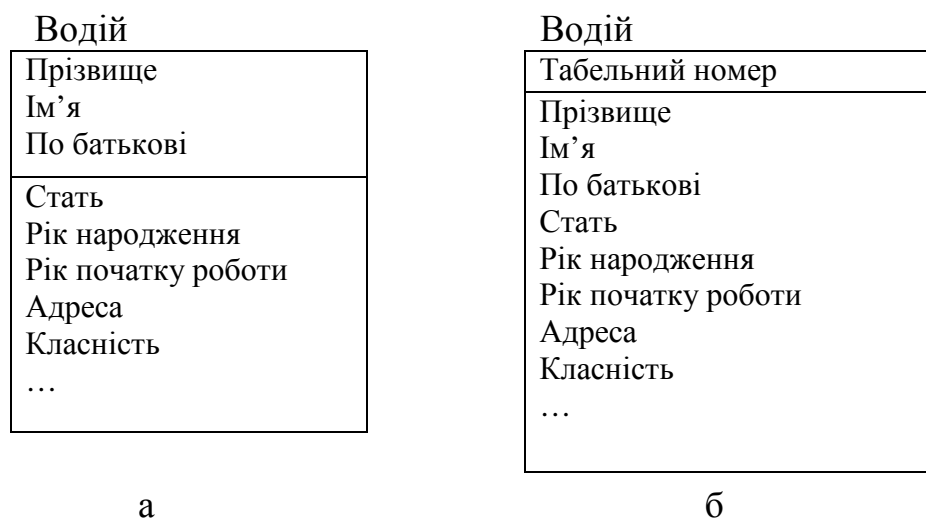 Водій
Прізвище
Ім’я
По батькові
Стать
Рік народження
Рік початку роботи
Адреса
Класність
…
а
Водій
Табельний номер
Прізвище
Ім’я
По батькові
Стать
Рік народження
Рік початку роботи
Адреса
Класність
…
б